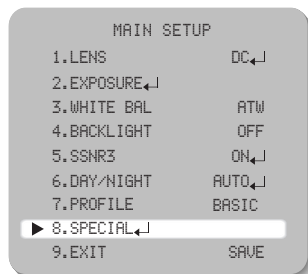 MAIN SETUP
1.LENS DC↵
2.EXPOSURE↵
3.WHITE BAL ATW
4.BACKLIGHT OFF
5.SSNR3 ON↵
6.DAY/NIGHT AUTO↵
7.PROFILE BASIC
▶ 8.SPECIAL↵
9.EXIT SAVE